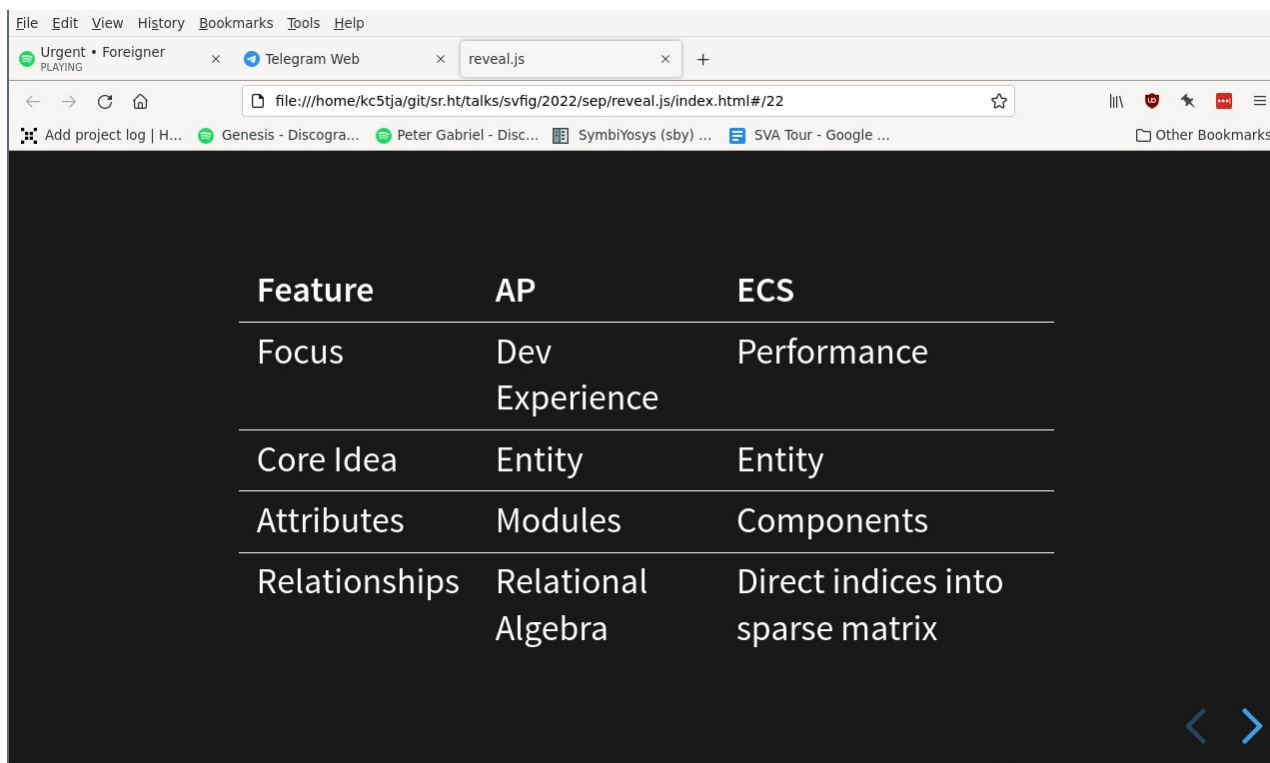 File Edit View History Bookmarks Tools Help
Urgent • Foreigner
PLAYING
Telegram Web
reveal.js
file:///home/kc5tja/git/sr.ht/talks/svfig/2022/sep/reveal.js/index.html#/22
Add project log | H... Genesis - Discogra... Peter Gabriel - Disc... SymbiYosys (sby) ... SVA Tour - Google ... Other Bookmarks
Feature AP ECS
Focus Dev Performance
Experience
Core Idea Entity Entity
Attributes Modules Components
Relationships Relational Direct indices into
Algebra sparse matrix